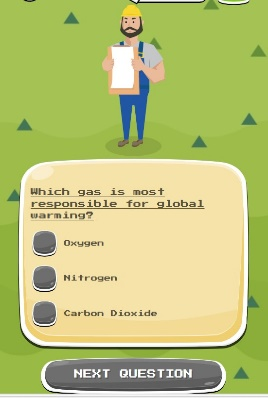 Which gas is most
responsible for global
warming?
Oxygen
Nitrogen
Carbon Dioxide
NEXT QUESTION